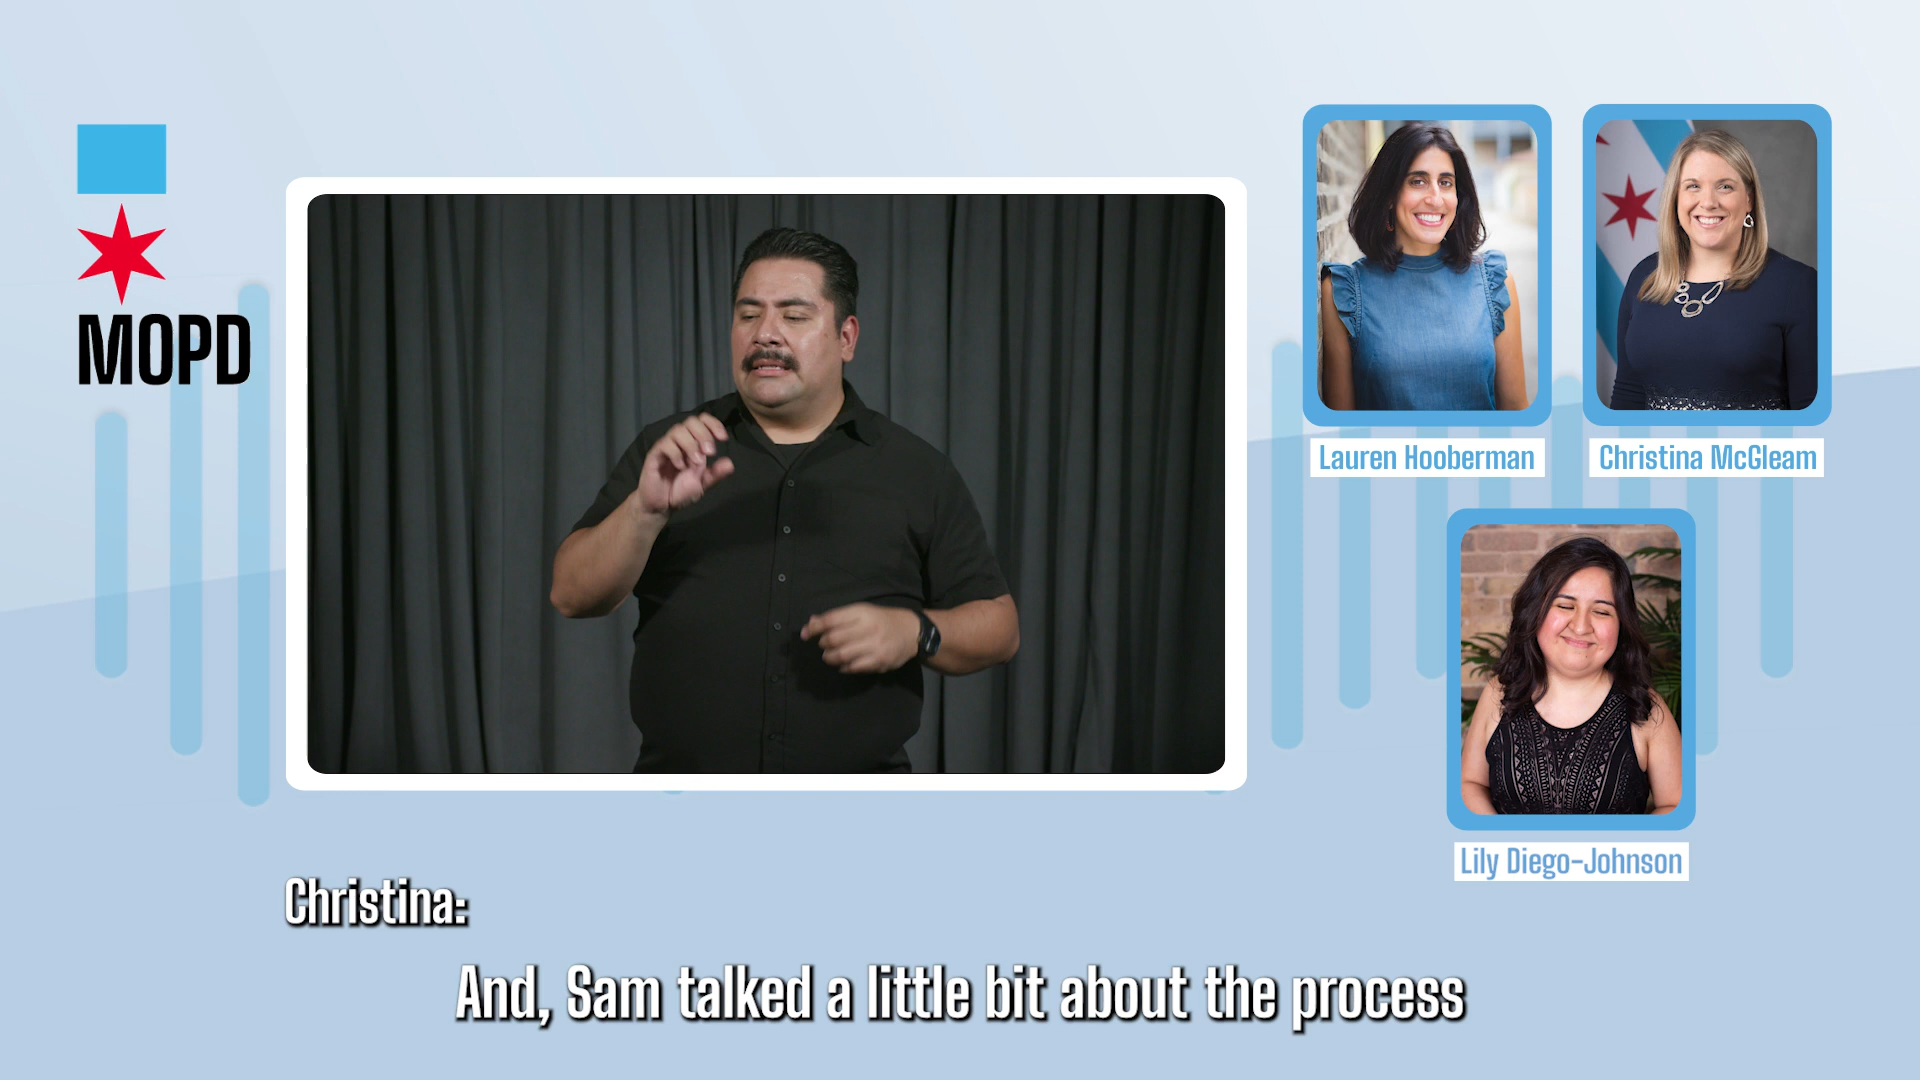 MOPD
Lauren Hooberman
Christina McGleam
Lily Diego-Johnson
Christina:
And, Sam talked a little bit about the process